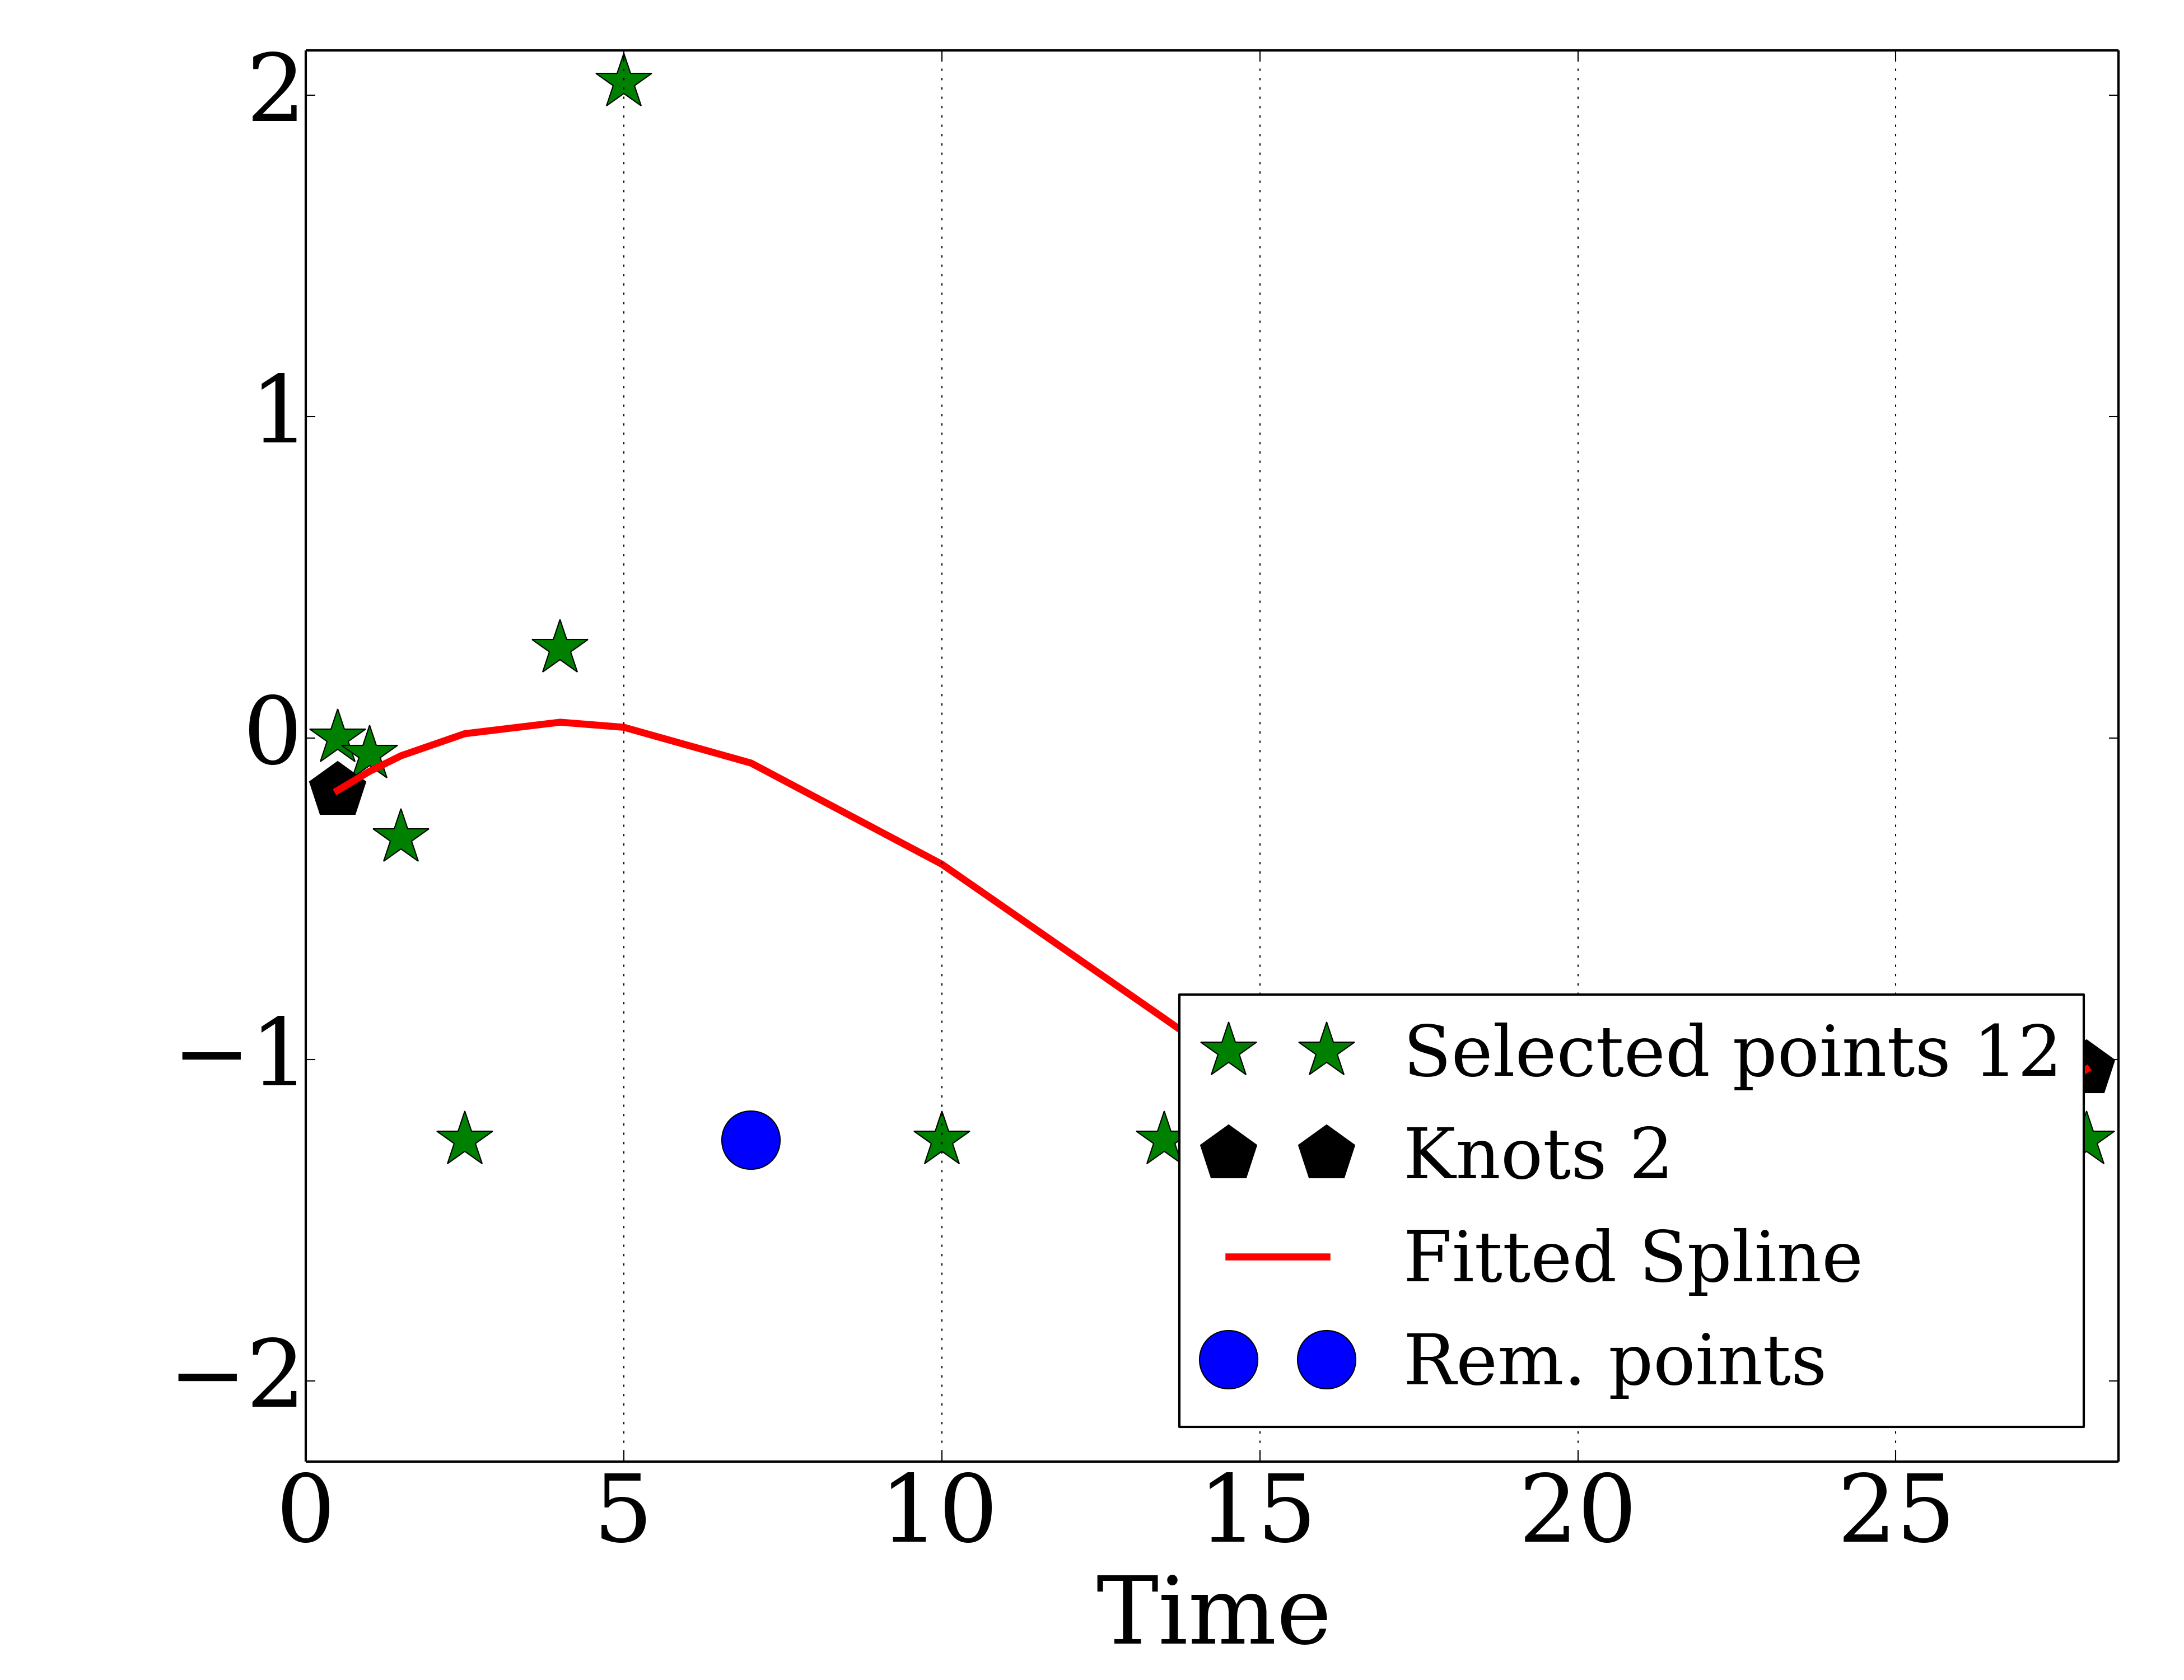 2
1
0
−1
−2
Selected points 12
Knots 2
Fitted Spline
Rem. points
0 5 10 15 20 25
Time